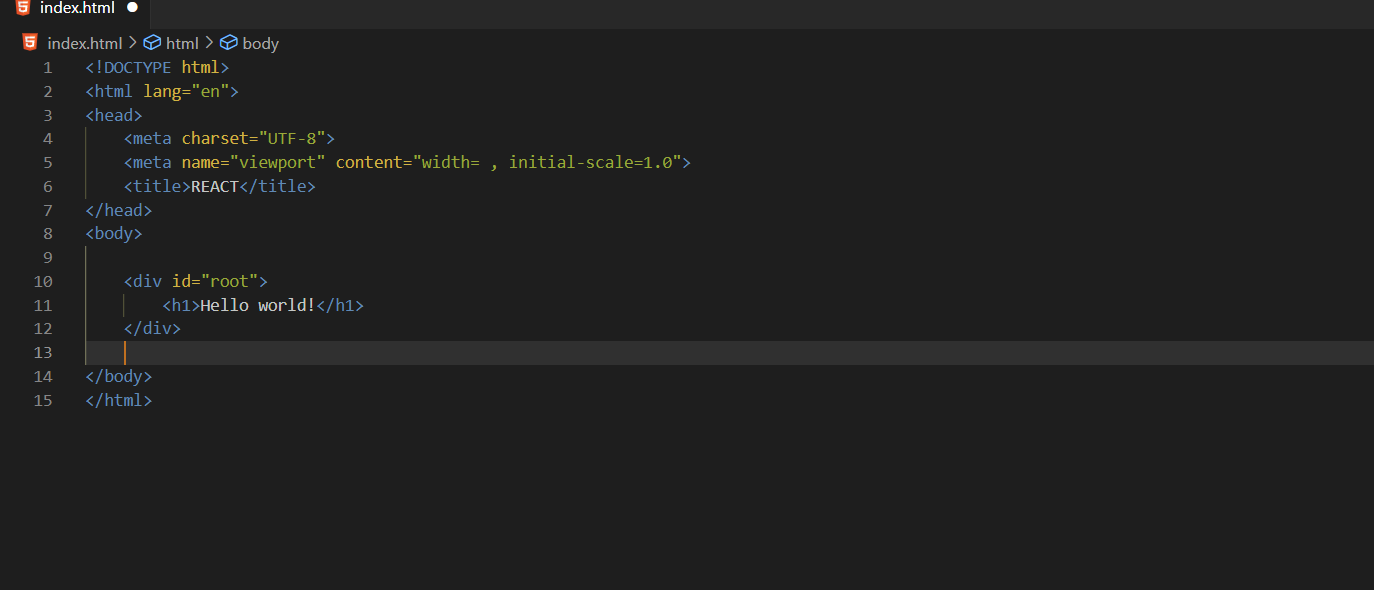 index.html
index.html > html > body
1 <!DOCTYPE html>
2 <html lang="en">
3 <head>
4     <meta charset="UTF-8">
5     <meta name="viewport" content="width= , initial-scale=1.0">
6     <title>REACT</title>
7 </head>
8 <body>
9
10     <div id="root">
11         <h1>Hello world!</h1>
12     </div>
13
14 </body>
15 </html>